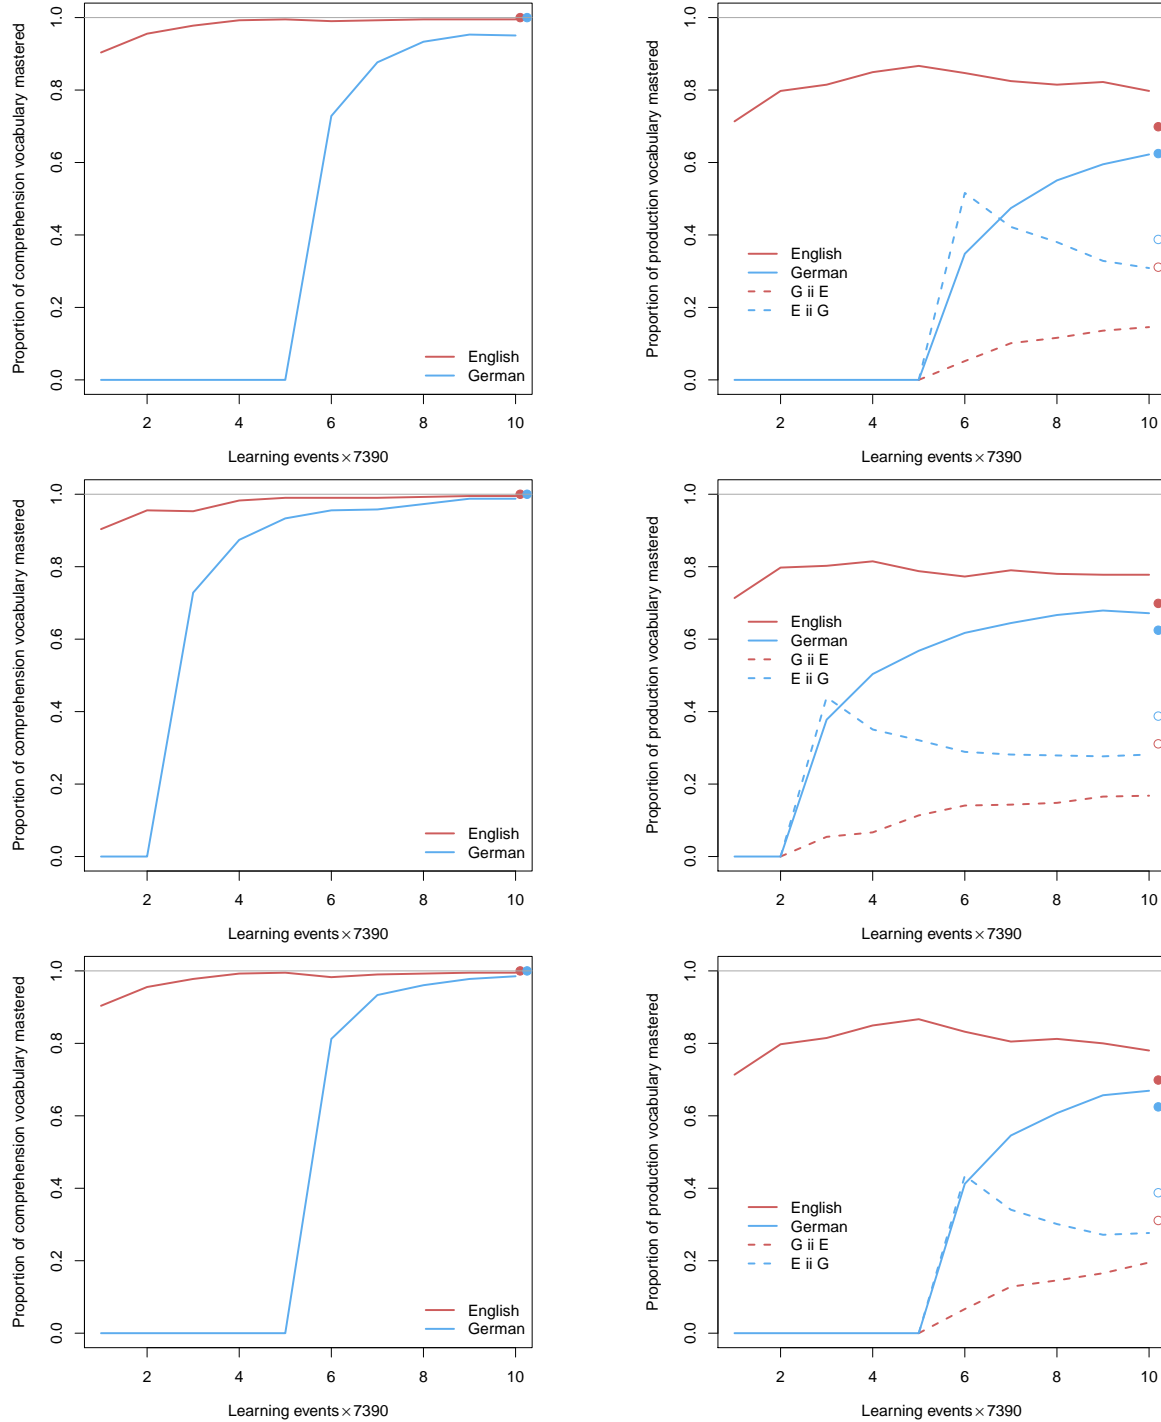 Proportion of comprehension vocabulary mastered
1.0
0.8
0.6
0.4
0.2
0.0
English
German
2 4 6 8 10
Learning events×7390
Proportion of production vocabulary mastered
1.0
0.8
0.6
0.4
0.2
0.0
English
German
G ii E
E ii G
2 4 6 8 10
Learning events×7390
Proportion of comprehension vocabulary mastered
1.0
0.8
0.6
0.4
0.2
0.0
English
German
2 4 6 8 10
Learning events×7390
Proportion of production vocabulary mastered
1.0
0.8
0.6
0.4
0.2
0.0
English
German
G ii E
E ii G
2 4 6 8 10
Learning events×7390
Proportion of comprehension vocabulary mastered
1.0
0.8
0.6
0.4
0.2
0.0
English
German
2 4 6 8 10
Learning events×7390
Proportion of production vocabulary mastered
1.0
0.8
0.6
0.4
0.2
0.0
English
German
G ii E
E ii G
2 4 6 8 10
Learning events×7390